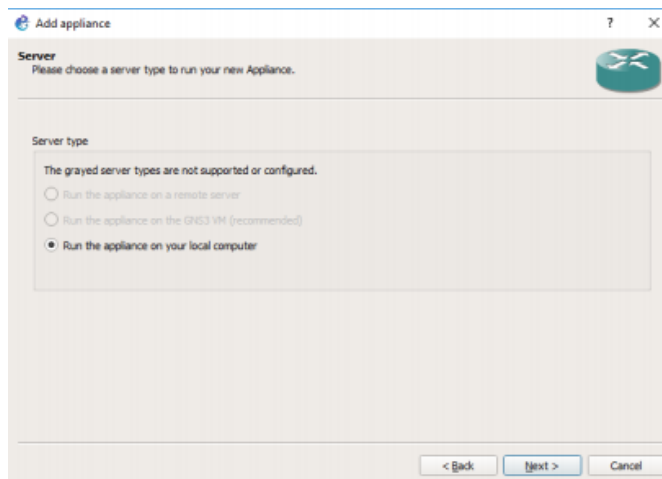 Add appliance
?
Server
Please choose a server type to run your new Appliance.
Server type
The grayed server types are not supported or configured.
Run the appliance on a remote server
Run the appliance on the GNS3 VM (recommended)
Run the appliance on your local computer
< Back Next > Cancel